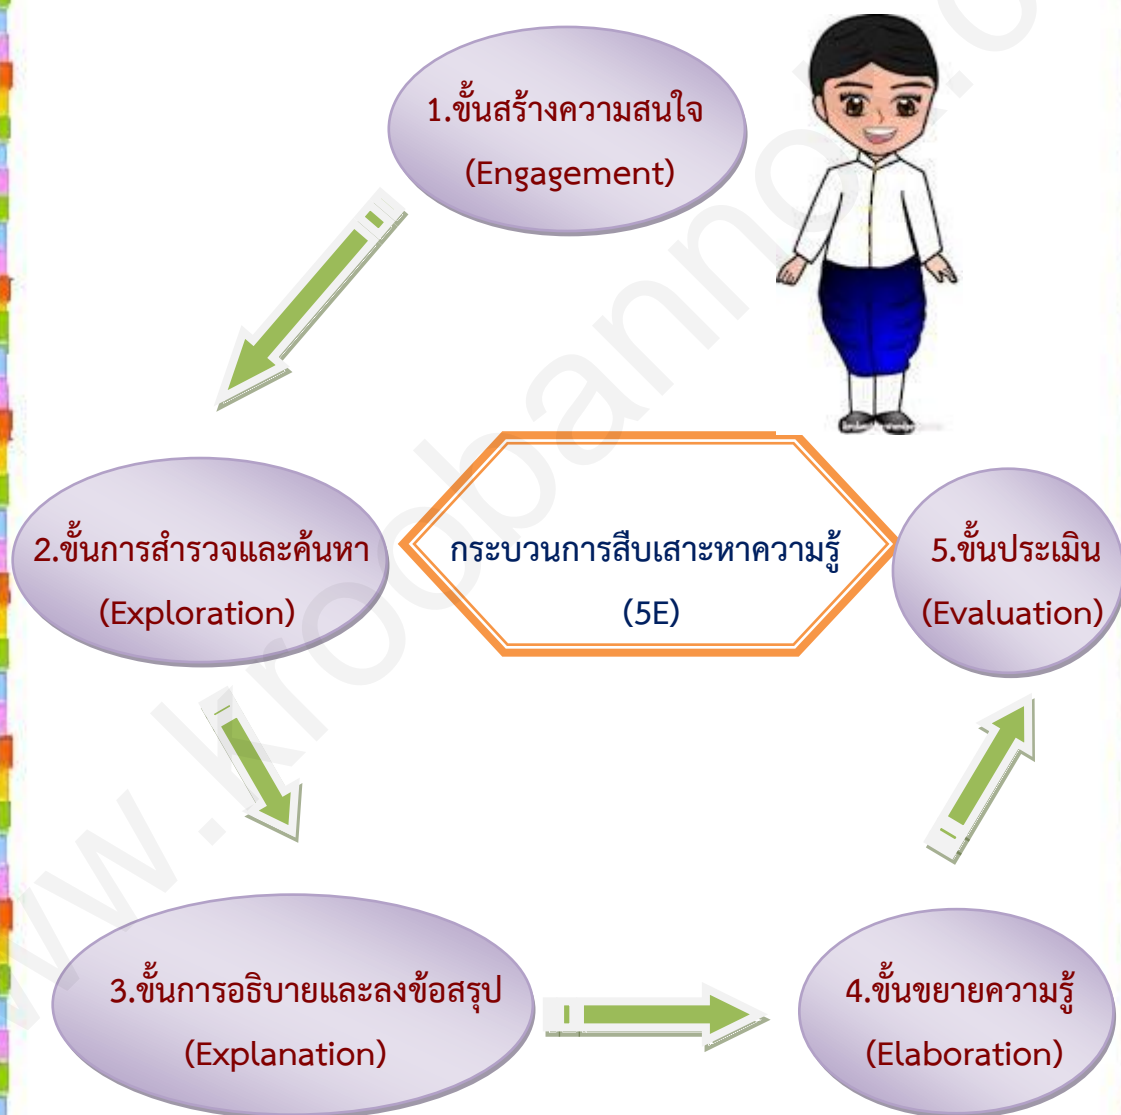 1.ขั้นสร้างความสนใจ
(Engagement)
2.ขั้นการสำรวจและค้นหา
(Exploration)
กระบวนการสืบเสาะหาความรู้
(5E)
5.ขั้นประเมิน
(Evaluation)
3.ขั้นการอธิบายและลงข้อสรุป
(Explanation)
4.ขั้นขยายความรู้
(Elaboration)